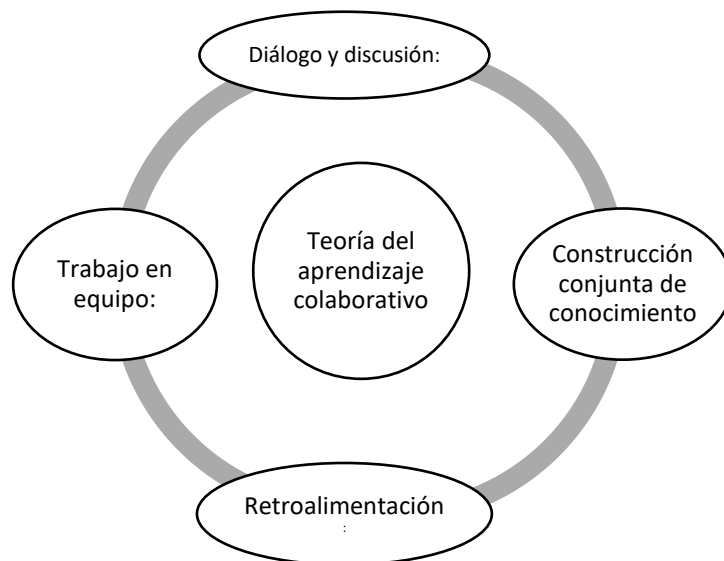 Diálogo y discusión:
Trabajo en
equipo:
Teoría del
aprendizaje
colaborativo
Construcción
conjunta de
conocimiento
Retroalimentación
: